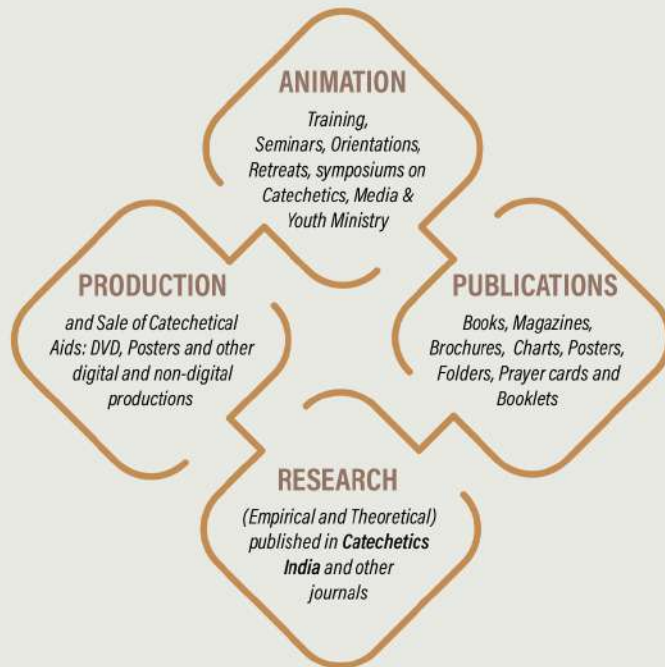 ANIMATION
Training,
Seminars, Orientations,
Retreats, symposiums on
Catechetics, Media &
Youth Ministry
PRODUCTION
and Sale of Catechetical
Aids: DVD, Posters and other
digital and non-digital
productions
PUBLICATIONS
Books, Magazines,
Brochures, Charts, Posters,
Folders, Prayer cards and
Booklets
RESEARCH
(Empirical and Theoretical)
published in Catechetics
India and other
journals